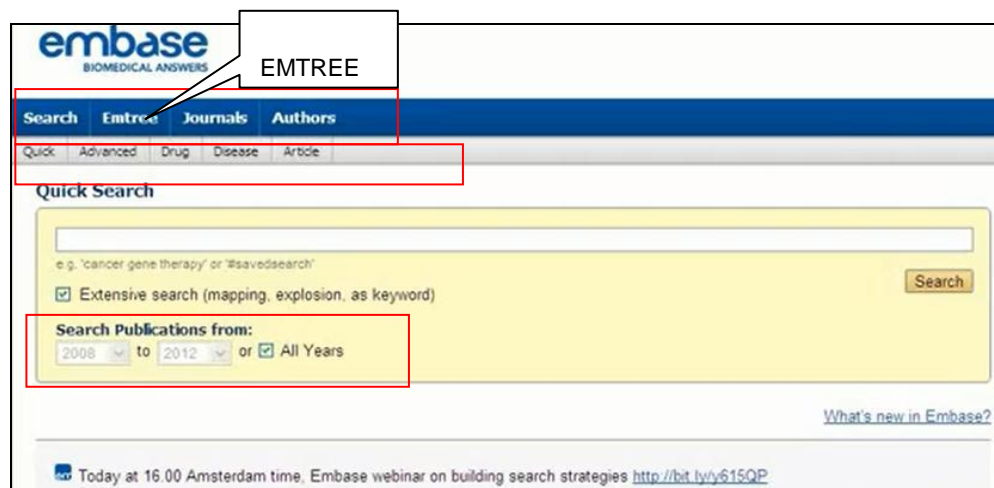 embase
BIOMEDICAL ANSWERS
EMTREE
Search Emtree Journals Authors
Quick Advanced Drug Disease Article
Quick Search
e.g. 'cancer gene therapy' or '#savedsearch'
Search
Extensive search (mapping, explosion, as keyword)
Search Publications from:
2008 to 2012 or All Years
What's new in Embase?
Today at 16.00 Amsterdam time, Embase webinar on building search strategies http://bit.ly/y615QP